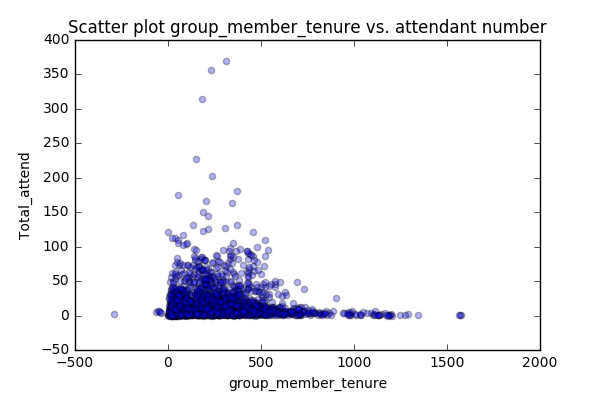 Scatter plot group_member_tenure vs. attendant number
400
350
300
250
200
150
100
50
0
−50
Total_attend
−500 0 500 1000 1500 2000
group_member_tenure